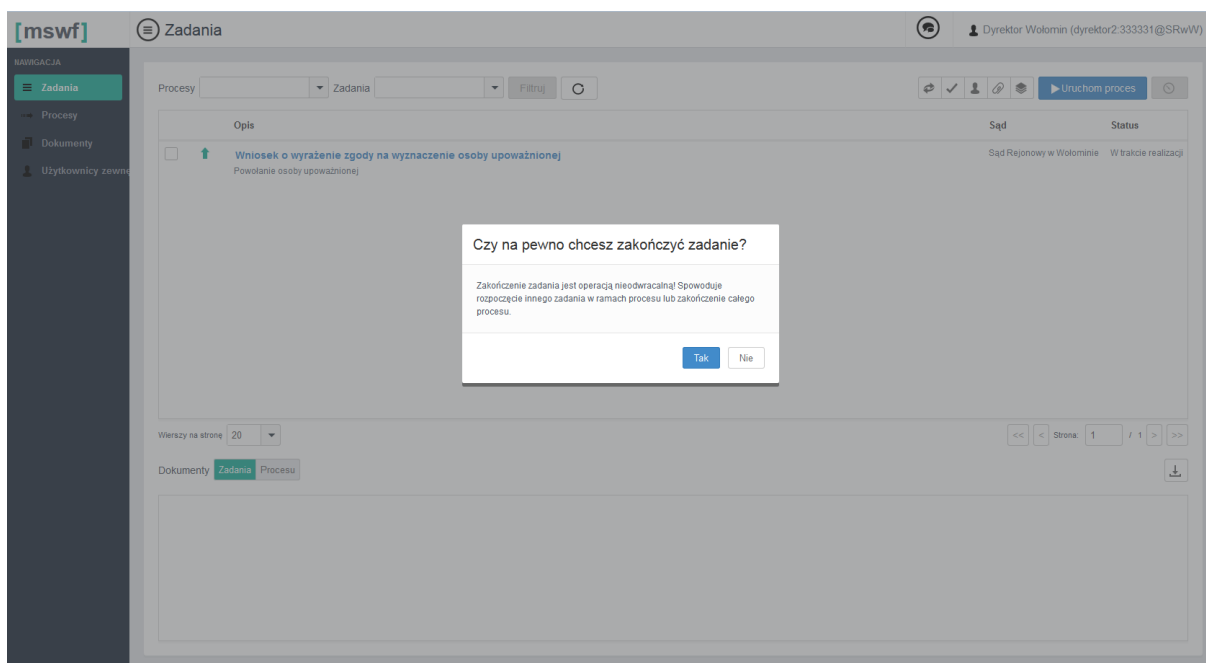 [mswf]
Zadania
Dyrektor Wołomin (dyrektor2:333331@SRwW)
NAWIGACJA
Zadania
Procesy
Dokumenty
Użytkownicy zewnę
Procesy
Zadania
Filtruj
Uruchom proces
Opis
Sąd
Status
Wniosek o wyrażenie zgody na wyznaczenie osoby upoważnionej
Sąd Rejonowy w Wołominie
W trakcie realizacji
Powołanie osoby upoważnionej
Czy na pewno chcesz zakończyć zadanie?
Zakończenie zadania jest operacją nieodwracalną! Spowoduje
rozpoczęcie innego zadania w ramach procesu lub zakończenie całego
procesu.
Tak
Nie
Wierszy na stronę
20
<< < Strona: 1 / 1 > >>
Dokumenty
Zadania
Procesu